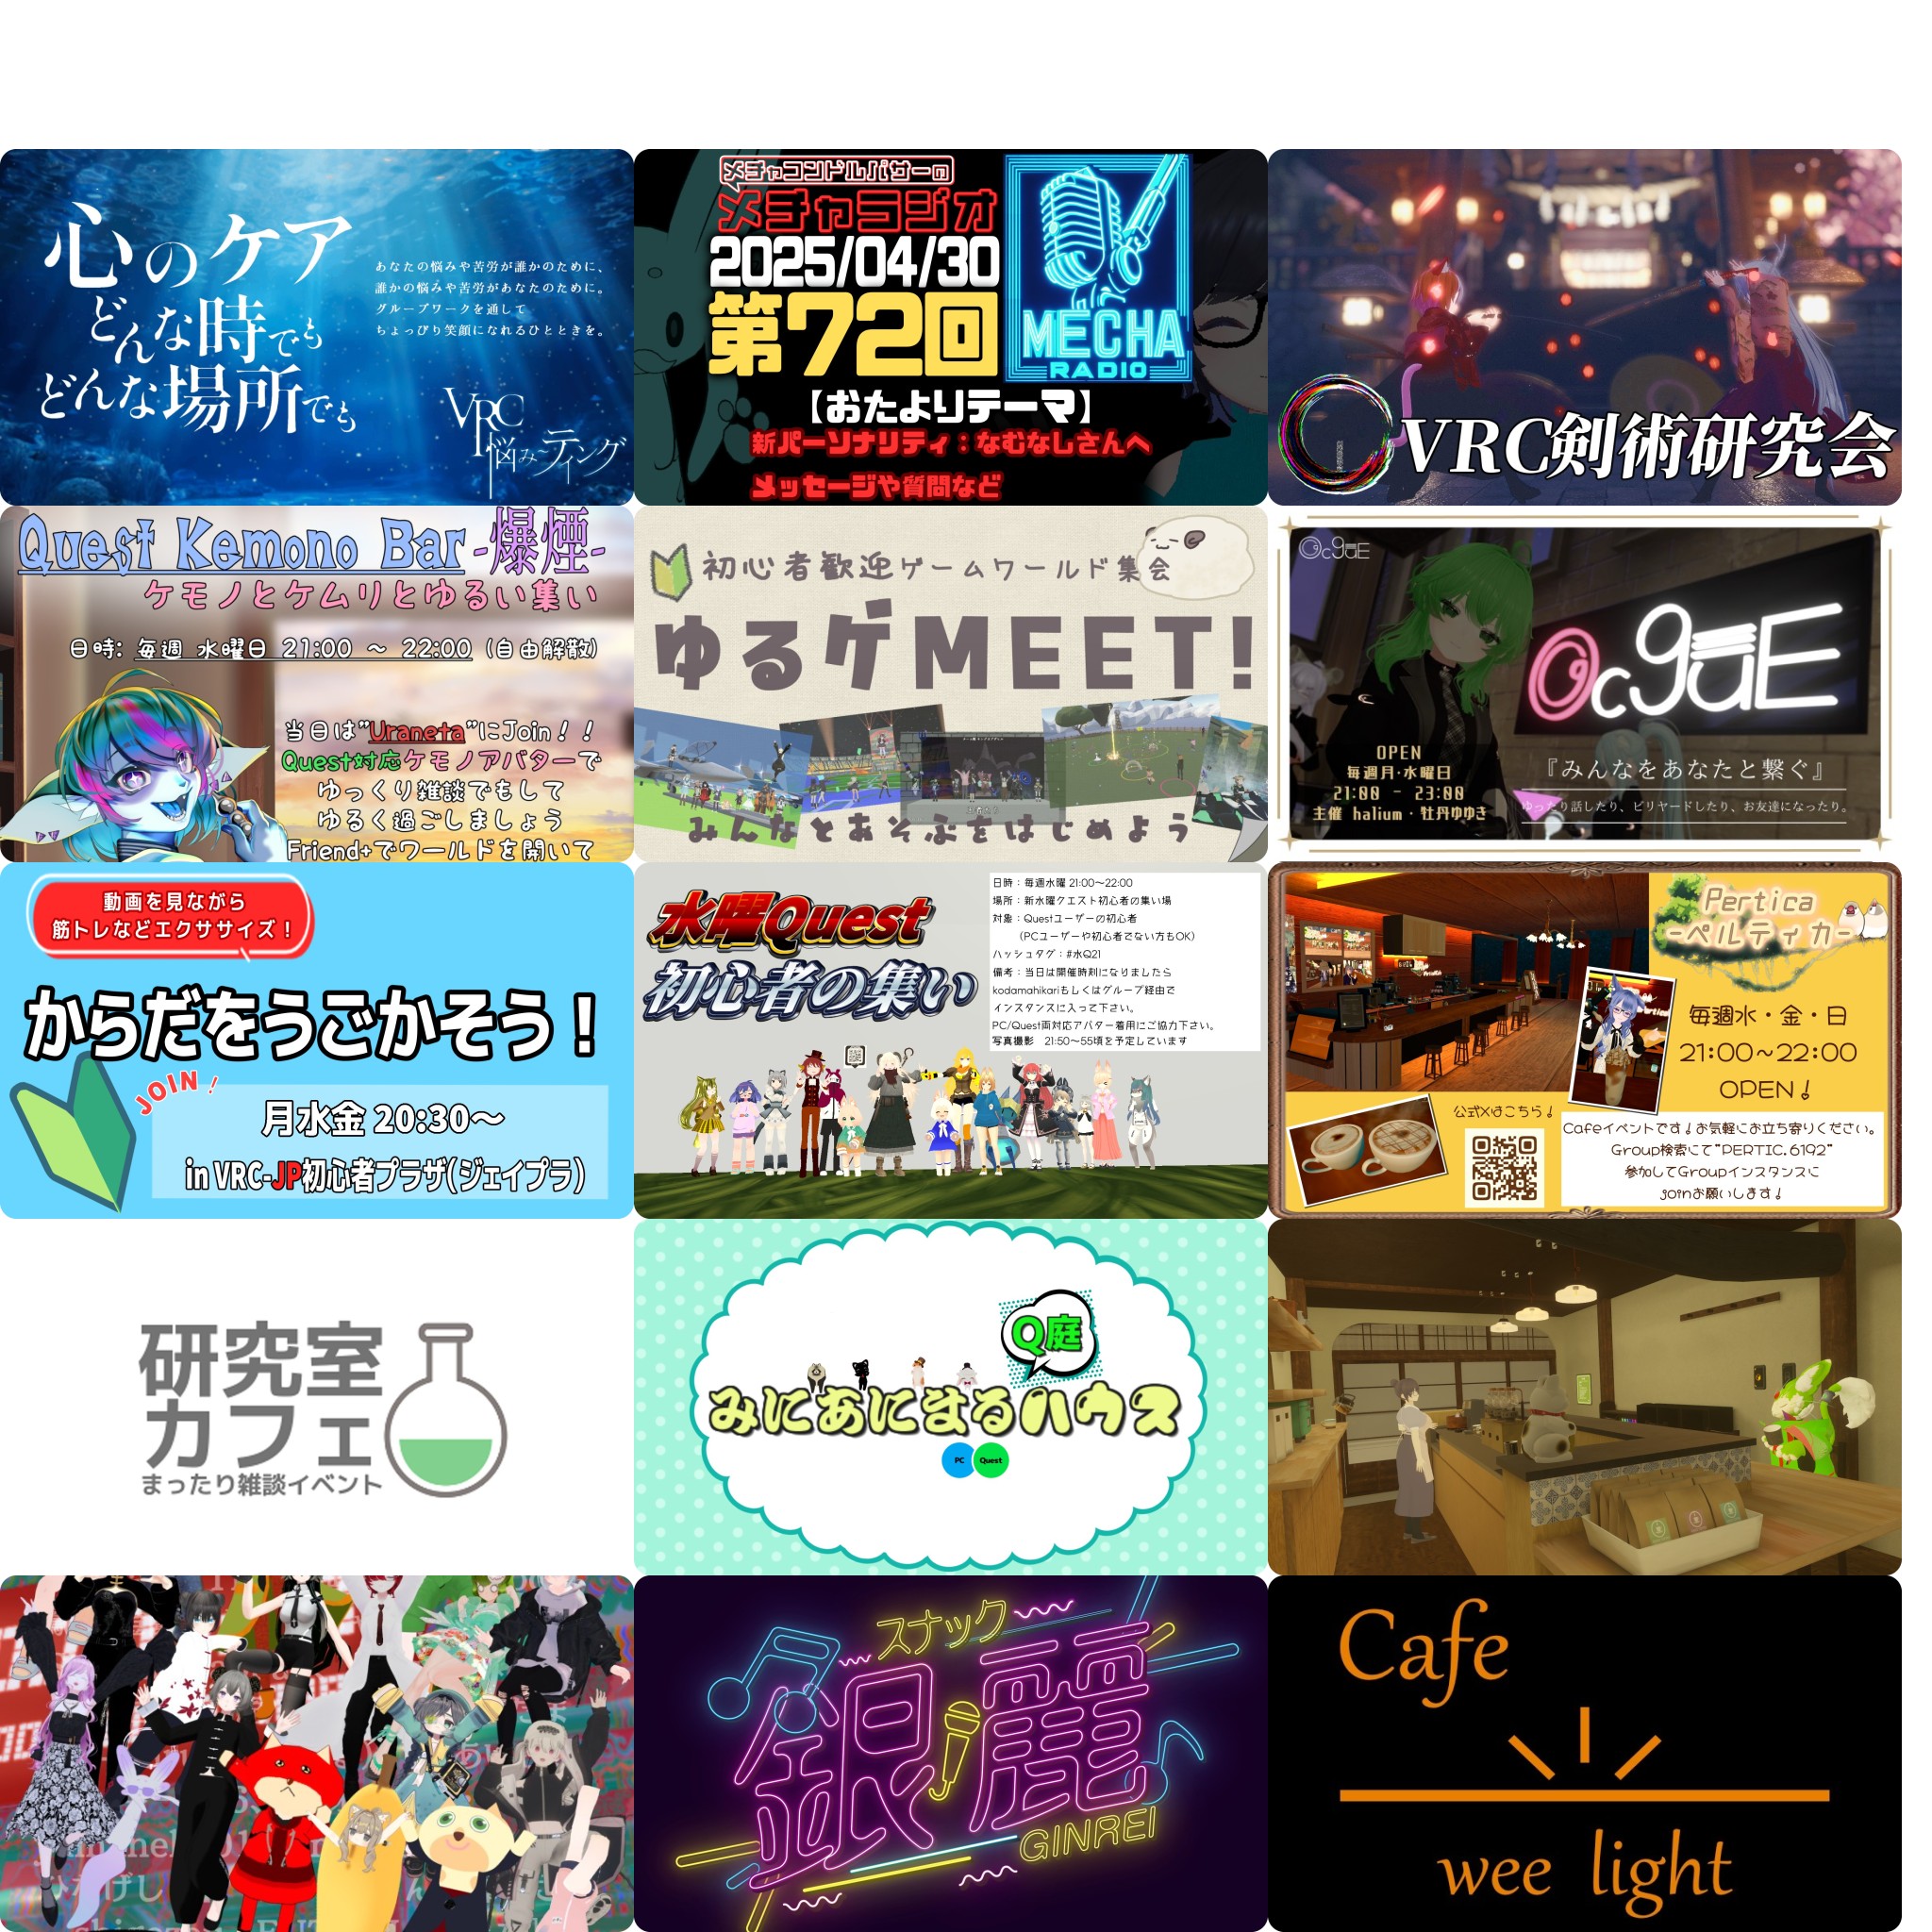 心のケア
どんな時でも
どんな場所でも
あなたの悩みや苦労が誰かのために、
誰かの悩みや苦労があなたのために。
グループワークを通して
ちょっぴり笑顔になれるひとときを。
VRC
悩みーティング
メチャコンドルパサーの
メチャラジオ
2025/04/30
第72回
MECHA
RADIO
【おたよりテーマ】
新パーソナリティ：なむなしさんへ
メッセージや質問など
VRC剣術研究会
Quest Kemono Bar-爆煙-
ケモノとケムリとゆるい集い
日時: 毎週 水曜日 21:00 ～ 22:00 (自由解散)
当日は"Uraneta"にJoin！！
Quest対応ケモノアバターで
ゆっくり雑談でもして
ゆるく過ごしましょう
Friend+でワールドを開いて
初心者歓迎ゲームワールド集会
ゆるゲMEET!
みんなとあそぶをはじめよう
OcguE
OcguE
OPEN
毎週月・水曜日
21:00 - 23:00
主催 halium・牡丹ゆゆき
『みんなをあなたと繋ぐ』
ゆったり話したり、ビリヤードしたり、お友達になったり。
動画を見ながら
筋トレなどエクササイズ！
からだをうごかそう！
JOIN！
月水金 20:30～
in VRC-JP初心者プラザ(ジェイプラ)
水曜Quest
初心者の集い
日時：毎週水曜 21:00～22:00
場所：新水曜クエスト初心者の集い場
対象：Questユーザーの初心者
（PCユーザーや初心者でない方もOK）
ハッシュタグ：#水Q21
備考：当日は開催時刻になりましたら
kodamahikariもしくはグループ経由で
インスタンスに入って下さい。
PC/Quest両対応アバター着用にご協力下さい。
写真撮影　21:50～55頃を予定しています
Pertica
-ペルティカ-
毎週水・金・日
21:00~22:00
OPEN！
公式Xはこちら！
Cafeイベントです！お気軽にお立ち寄りください。
Group検索にて"PERTIC.6192"
参加してGroupインスタンスに
joinお願いします！
研究室
カフェ
まったり雑談イベント
Q庭
みにあにまるハウス
PC
Quest
スナック
銀麗
GINREI
Cafe
wee light